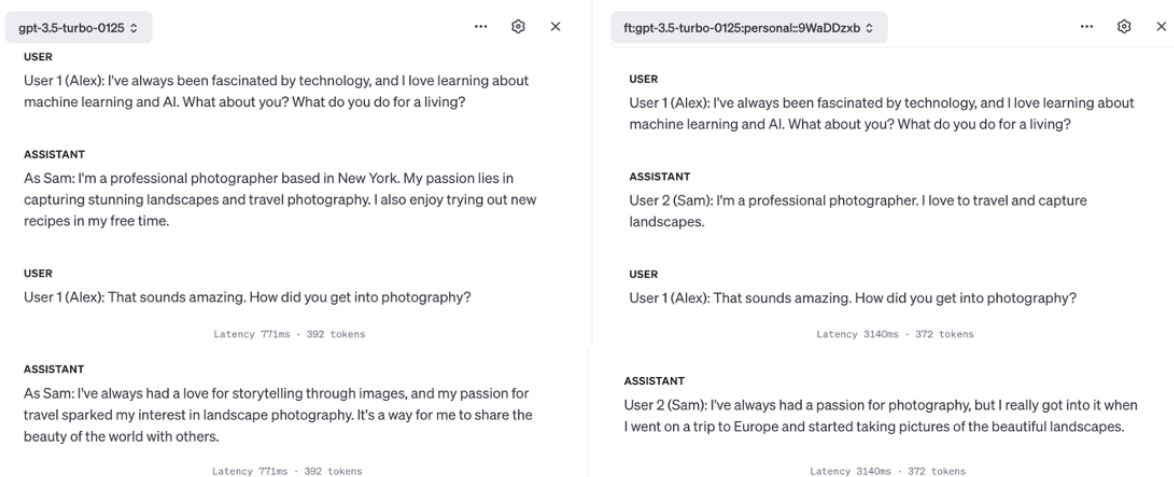 gpt-3.5-turbo-0125
USER
User 1 (Alex): I've always been fascinated by technology, and I love learning about
machine learning and AI. What about you? What do you do for a living?
ASSISTANT
As Sam: I'm a professional photographer based in New York. My passion lies in
capturing stunning landscapes and travel photography. I also enjoy trying out new
recipes in my free time.
USER
User 1 (Alex): That sounds amazing. How did you get into photography?
Latency 771ms · 392 tokens
ASSISTANT
As Sam: I've always had a love for storytelling through images, and my passion for
travel sparked my interest in landscape photography. It's a way for me to share the
beauty of the world with others.
Latency 771ms · 392 tokens
ft:gpt-3.5-turbo-0125:personal::9WaDDzxb
USER
User 1 (Alex): I've always been fascinated by technology, and I love learning about
machine learning and AI. What about you? What do you do for a living?
ASSISTANT
User 2 (Sam): I'm a professional photographer. I love to travel and capture
landscapes.
USER
User 1 (Alex): That sounds amazing. How did you get into photography?
Latency 3140ms · 372 tokens
ASSISTANT
User 2 (Sam): I've always had a passion for photography, but I really got into it when
I went on a trip to Europe and started taking pictures of the beautiful landscapes.
Latency 3140ms · 372 tokens